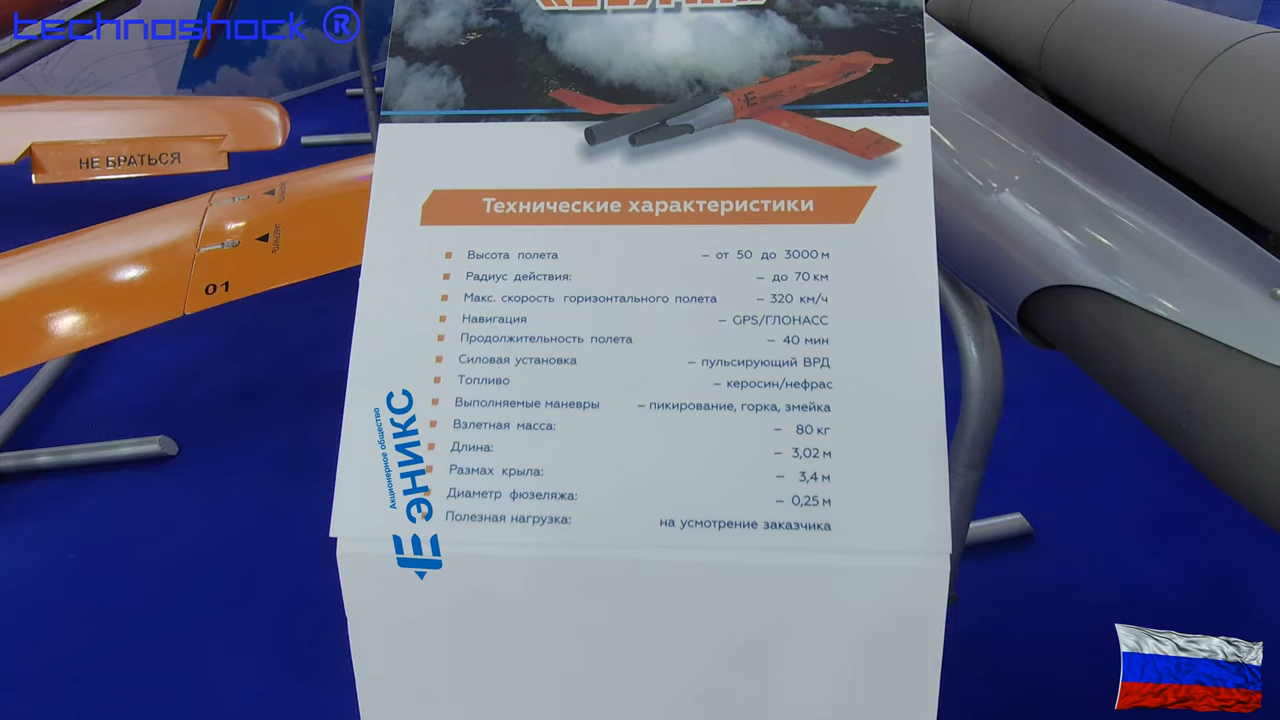 technoshock ®
ЭНИКС
НЕ БРАТЬСЯ
01
Технические характеристики
Высота полета – от 50 до 3000 м
Радиус действия: – до 70 км
Макс. скорость горизонтального полета – 320 км/ч
Навигация – GPS/ГЛОНАСС
Продолжительность полета – 40 мин
Силовая установка – пульсирующий ВРД
Топливо – керосин/нефрас
Выполняемые маневры – пикирование, горка, змейка
Взлетная масса: – 80 кг
Длина: – 3,02 м
Размах крыла: – 3,4 м
Диаметр фюзеляжа: – 0,25 м
Полезная нагрузка: на усмотрение заказчика
Акционерное общество
ЭНИКС